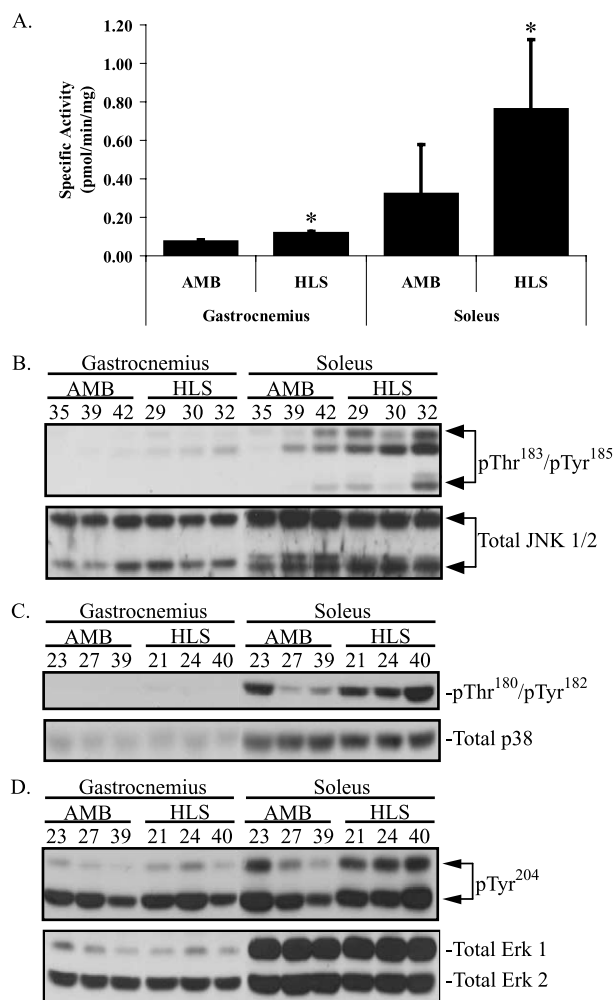 A.
Specific Activity
(pmol/min/mg)
1.20
1.00
0.80
0.60
0.40
0.20
0.00
*
*
AMB HLS AMB HLS
Gastrocnemius Soleus
B.
Gastrocnemius Soleus
AMB HLS AMB HLS
35 39 42 29 30 32 35 39 42 29 30 32
pThr183/pTyr185
Total JNK 1/2
C.
Gastrocnemius Soleus
AMB HLS AMB HLS
23 27 39 21 24 40 23 27 39 21 24 40
-pThr180/pTyr182
-Total p38
D.
Gastrocnemius Soleus
AMB HLS AMB HLS
23 27 39 21 24 40 23 27 39 21 24 40
pTyr204
-Total Erk 1
-Total Erk 2